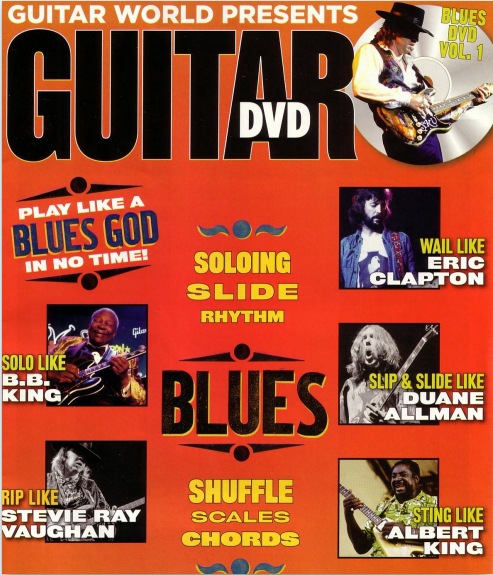 GUITAR WORLD PRESENTS
GUITAR
DVD
BLUES
DVD
VOL. 1
PLAY LIKE A
BLUES GOD
IN NO TIME!
SOLOING
SLIDE
RHYTHM
WAIL LIKE
ERIC
CLAPTON
SOLO LIKE
B.B.
KING
BLUES
SLIP & SLIDE LIKE
DUANE
ALLMAN
RIP LIKE
STEVIE RAY
VAUGHAN
SHUFFLE
SCALES
CHORDS
STING LIKE
ALBERT
KING